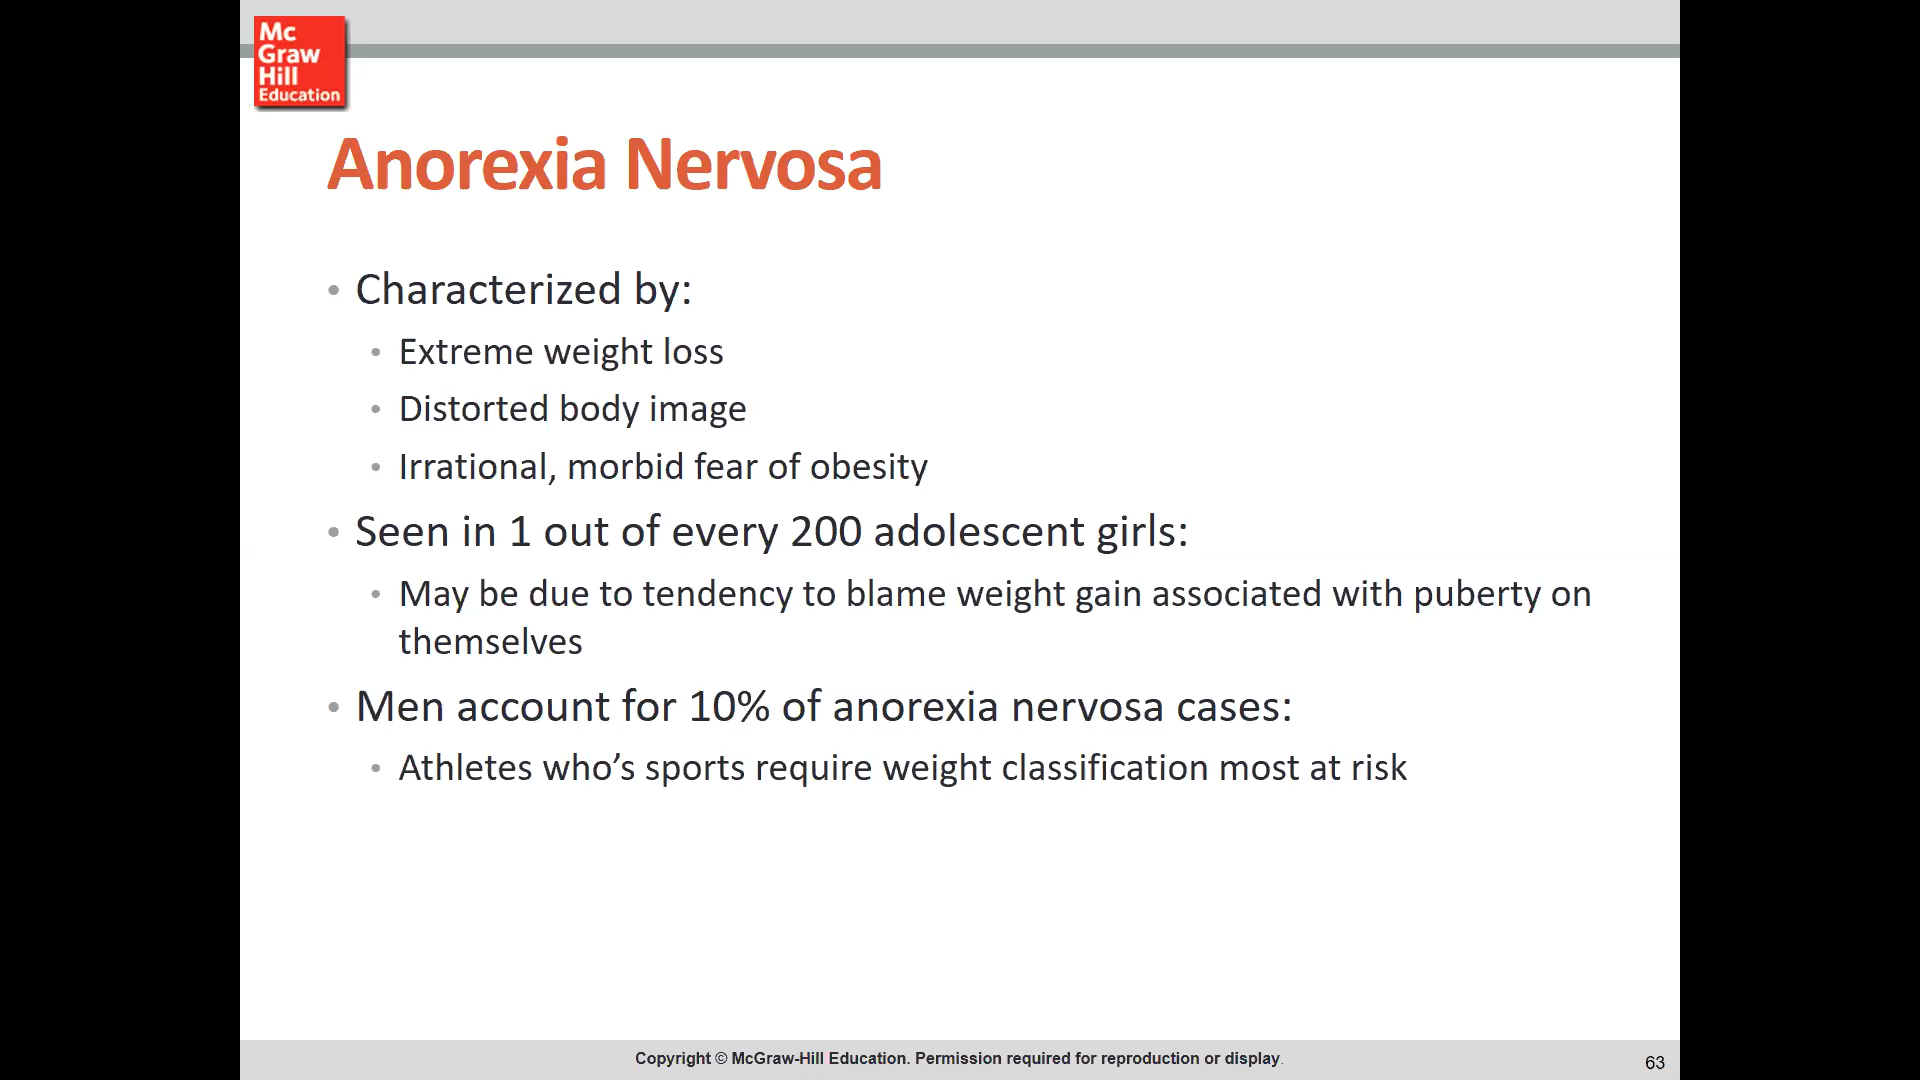 Mc
Graw
Hill
Education
Anorexia Nervosa
• Characterized by:
• Extreme weight loss
• Distorted body image
• Irrational, morbid fear of obesity
• Seen in 1 out of every 200 adolescent girls:
• May be due to tendency to blame weight gain associated with puberty on
themselves
• Men account for 10% of anorexia nervosa cases:
• Athletes who’s sports require weight classification most at risk
Copyright © McGraw-Hill Education. Permission required for reproduction or display.
63